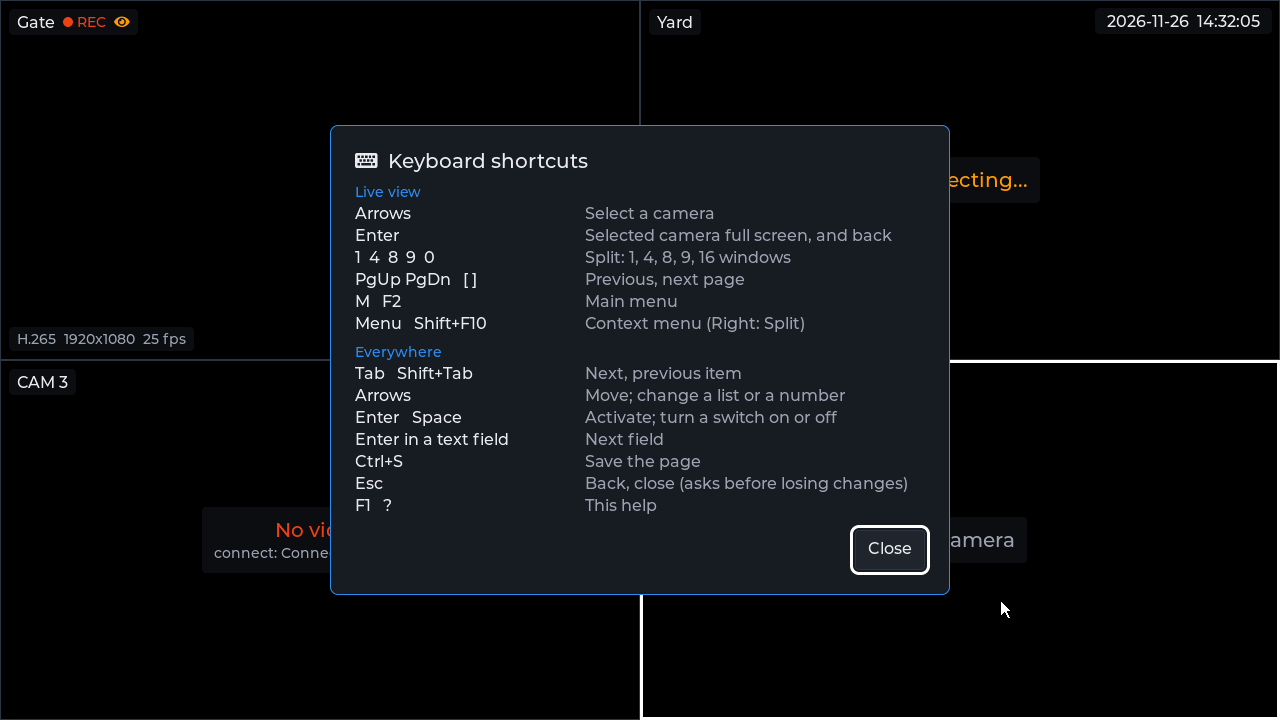 Gate REC
Yard
2026-11-26 14:32:05
Keyboard shortcuts
Live view
Arrows Select a camera
Enter Selected camera full screen, and back
1 4 8 9 0 Split: 1, 4, 8, 9, 16 windows
PgUp PgDn [ ] Previous, next page
M F2 Main menu
Menu Shift+F10 Context menu (Right: Split)
Everywhere
Tab Shift+Tab Next, previous item
Arrows Move; change a list or a number
Enter Space Activate; turn a switch on or off
Enter in a text field Next field
Ctrl+S Save the page
Esc Back, close (asks before losing changes)
F1 ? This help
Close
ecting...
H.265 1920x1080 25 fps
CAM 3
No
connect:
amera